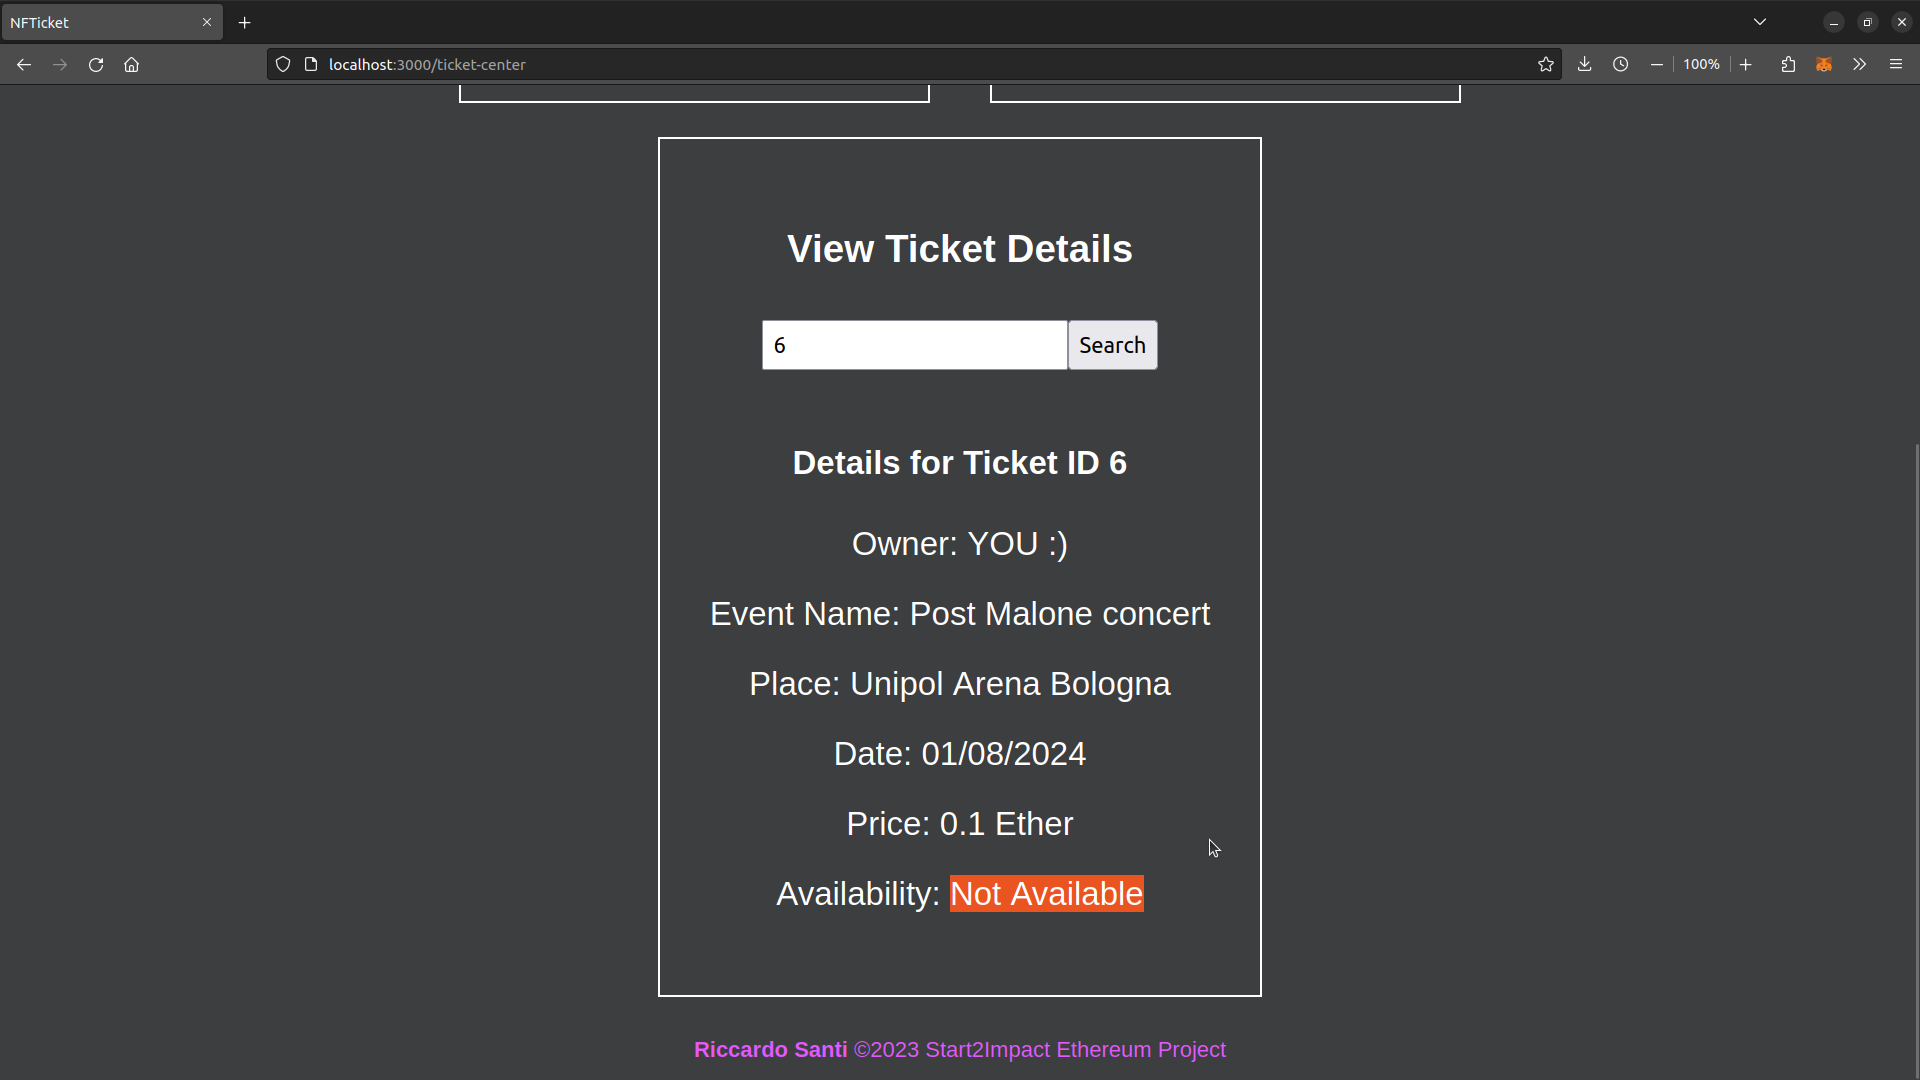 NFTicket
localhost:3000/ticket-center
100%
View Ticket Details
6
Search
Details for Ticket ID 6
Owner: YOU :)
Event Name: Post Malone concert
Place: Unipol Arena Bologna
Date: 01/08/2024
Price: 0.1 Ether
Availability: Not Available
Riccardo Santi ©2023 Start2Impact Ethereum Project